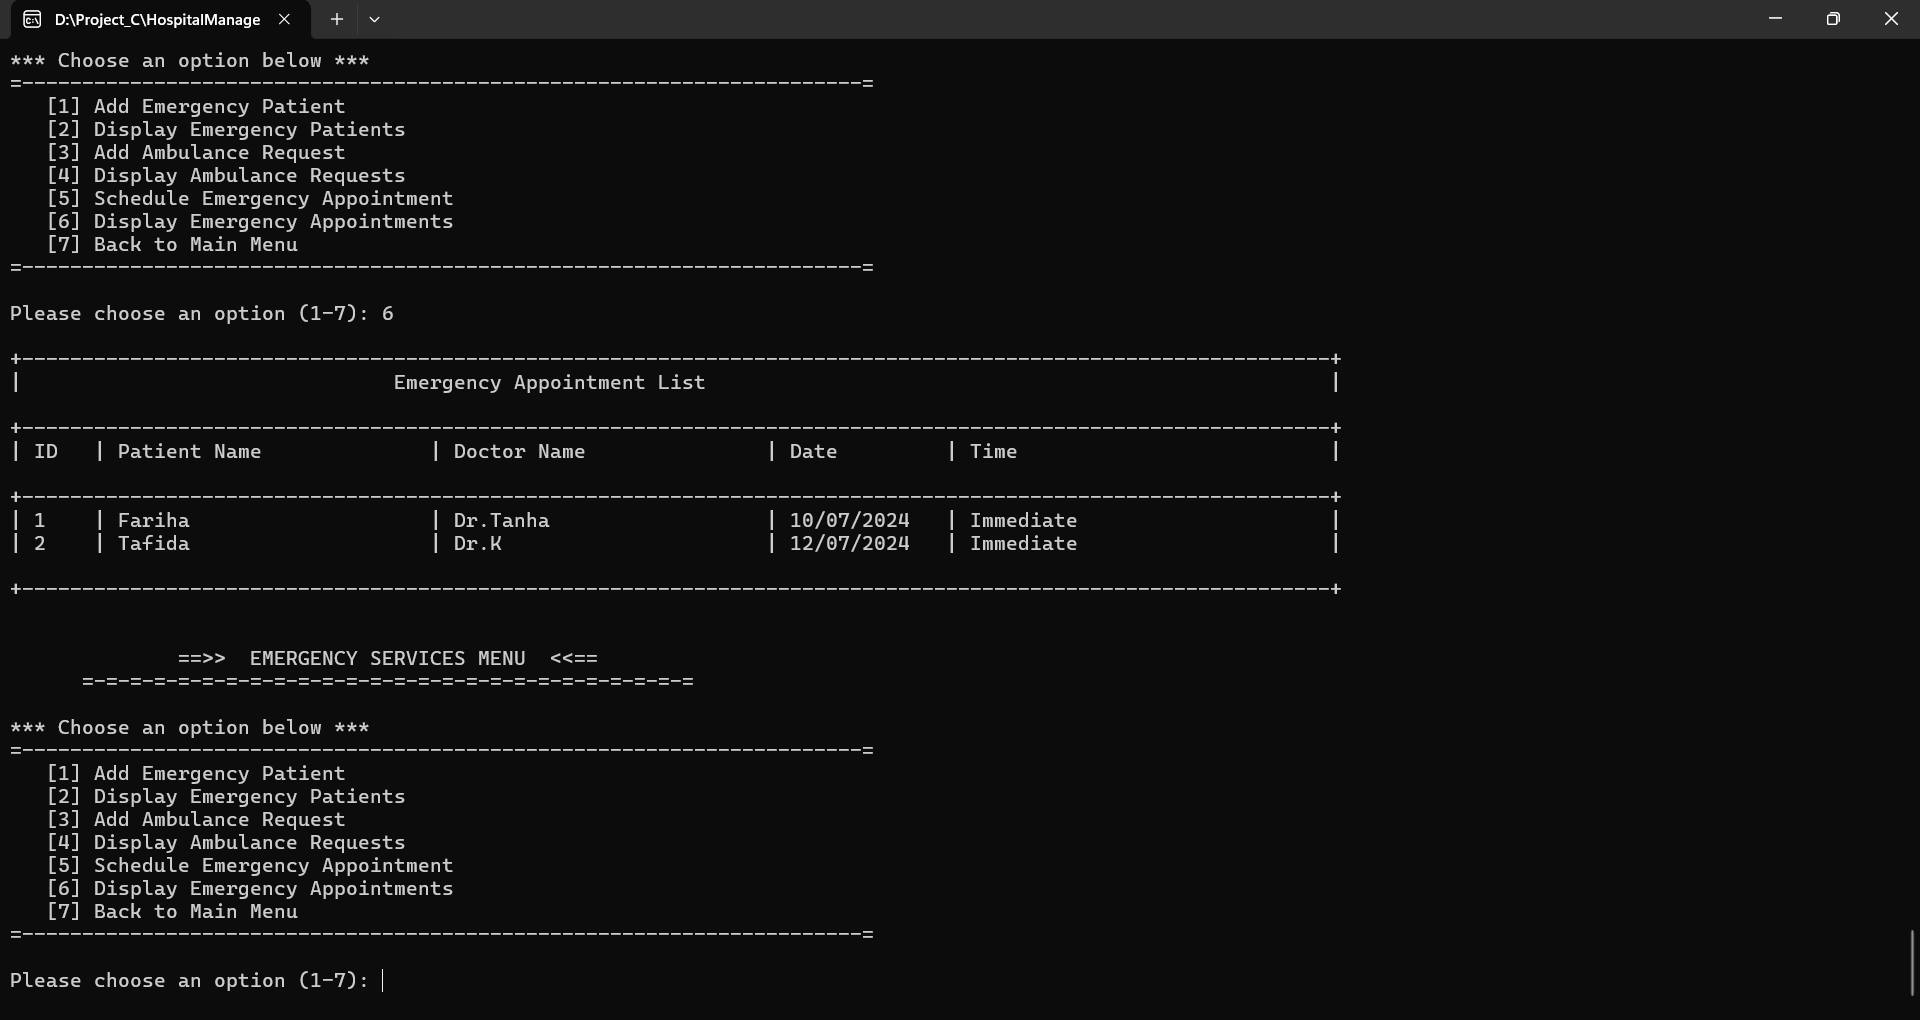 D:\Project_C\HospitalManage
*** Choose an option below ***
=----------------------------------------------------------------------=
   [1] Add Emergency Patient
   [2] Display Emergency Patients
   [3] Add Ambulance Request
   [4] Display Ambulance Requests
   [5] Schedule Emergency Appointment
   [6] Display Emergency Appointments
   [7] Back to Main Menu
=----------------------------------------------------------------------=
Please choose an option (1-7): 6
+-------------------------------------------------------------------------------------------------------------+
|                               Emergency Appointment List                                                    |
+-------------------------------------------------------------------------------------------------------------+
| ID   | Patient Name              | Doctor Name               | Date         | Time                          |
+-------------------------------------------------------------------------------------------------------------+
| 1    | Fariha                    | Dr.Tanha                  | 10/07/2024   | Immediate                     |
| 2    | Tafida                    | Dr.K                      | 12/07/2024   | Immediate                     |
+-------------------------------------------------------------------------------------------------------------+
              ==>>  EMERGENCY SERVICES MENU  <<==
      =-=-=-=-=-=-=-=-=-=-=-=-=-=-=-=-=-=-=-=-=-=-=-=-=-=
*** Choose an option below ***
=----------------------------------------------------------------------=
   [1] Add Emergency Patient
   [2] Display Emergency Patients
   [3] Add Ambulance Request
   [4] Display Ambulance Requests
   [5] Schedule Emergency Appointment
   [6] Display Emergency Appointments
   [7] Back to Main Menu
=----------------------------------------------------------------------=
Please choose an option (1-7):